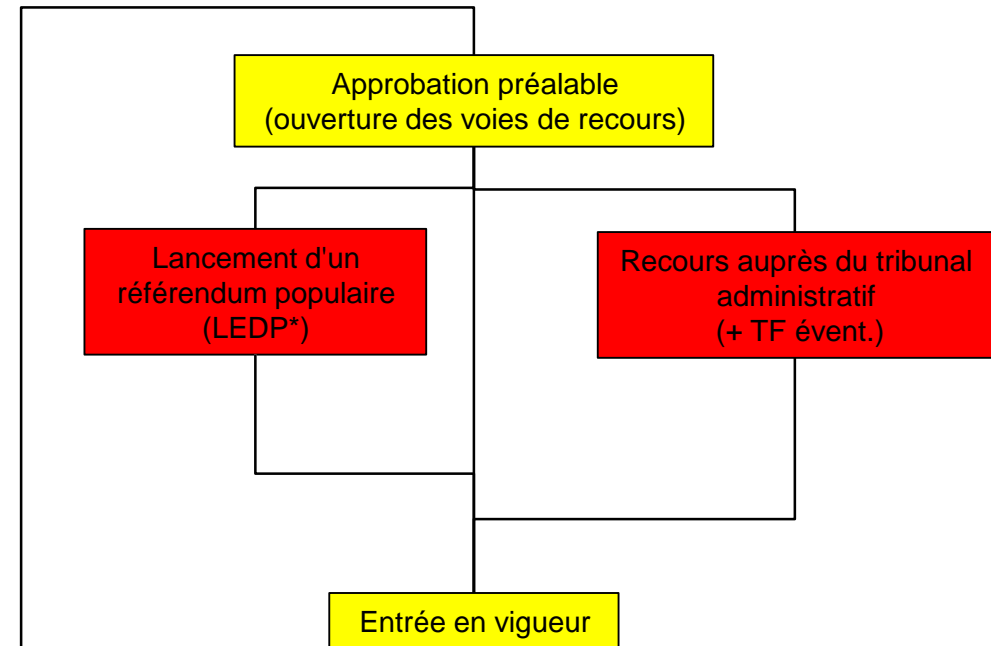 Approbation préalable
(ouverture des voies de recours)
Lancement d'un
référendum populaire
(LEDP*)
Recours auprès du tribunal
administratif
(+ TF évent.)
Entrée en vigueur